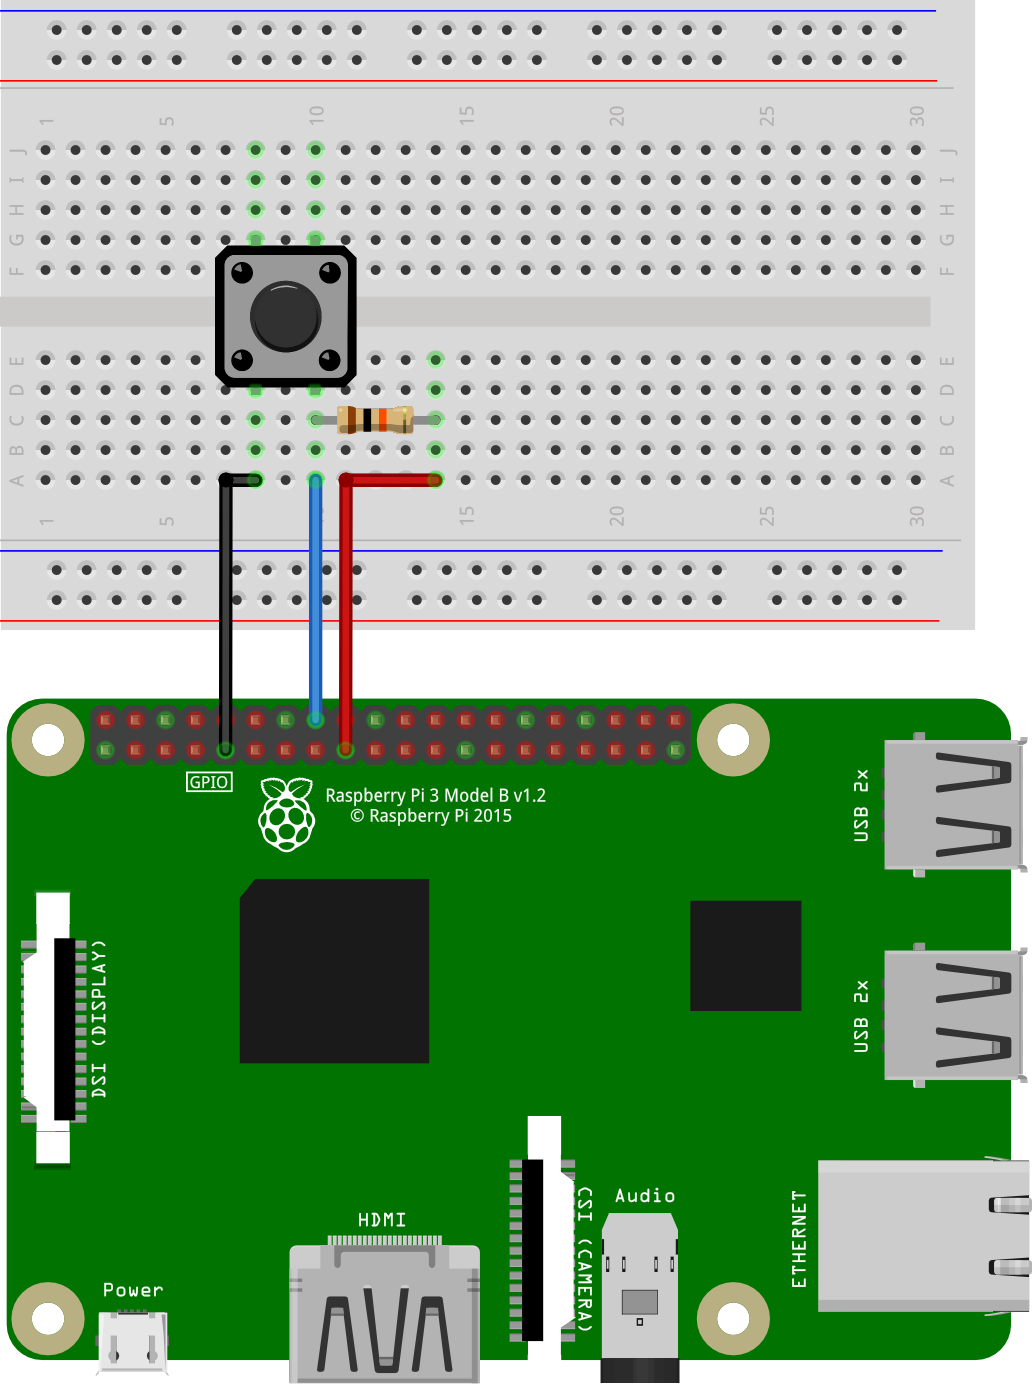 1 5 10 15 20 25 30
J J
I I
H H
G G
F F
E E
D D
C C
B B
A A
1 5 15 20 25 30
GPIO
Raspberry Pi 3 Model B v1.2
© Raspberry Pi 2015
USB 2x
DSI (DISPLAY)
USB 2x
HDMI
CSI (CAMERA)
Audio
ETHERNET
Power